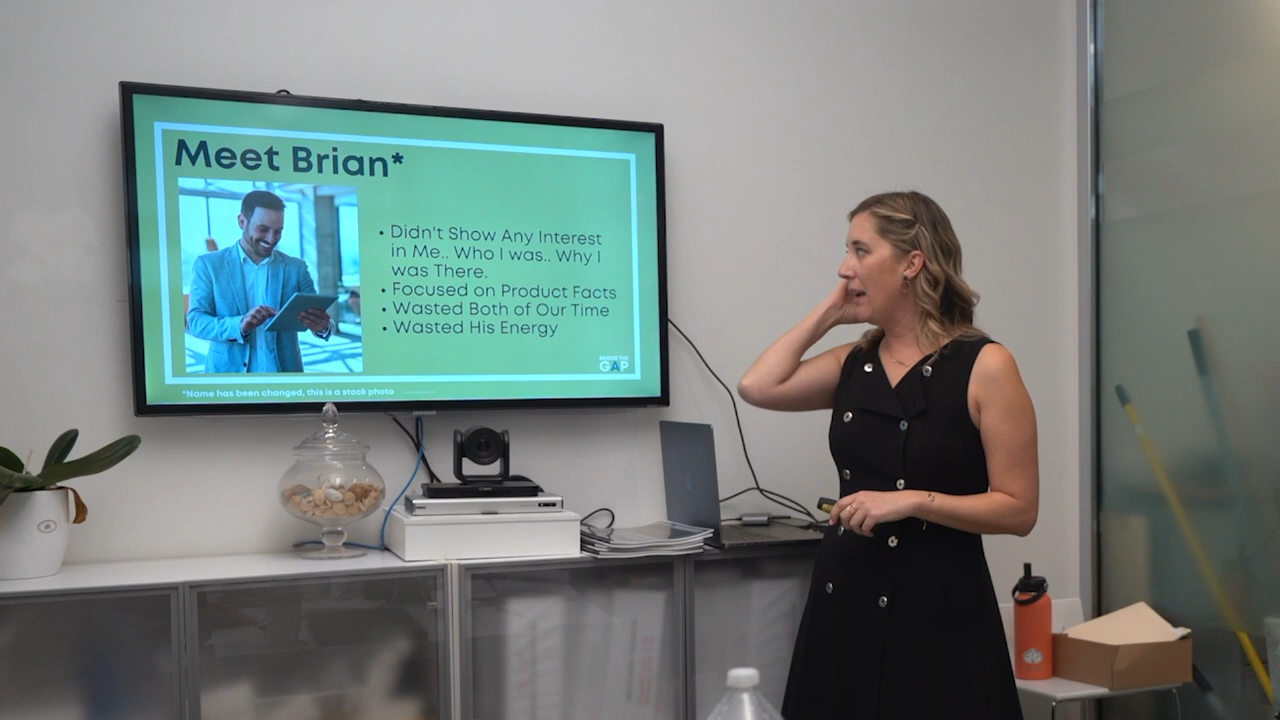 Meet Brian*
• Didn't Show Any Interest
in Me.. Who I was.. Why I
was There.
• Focused on Product Facts
• Wasted Both of Our Time
• Wasted His Energy
GAP
*Name has been changed, this is a stock photo
SAMSUNG